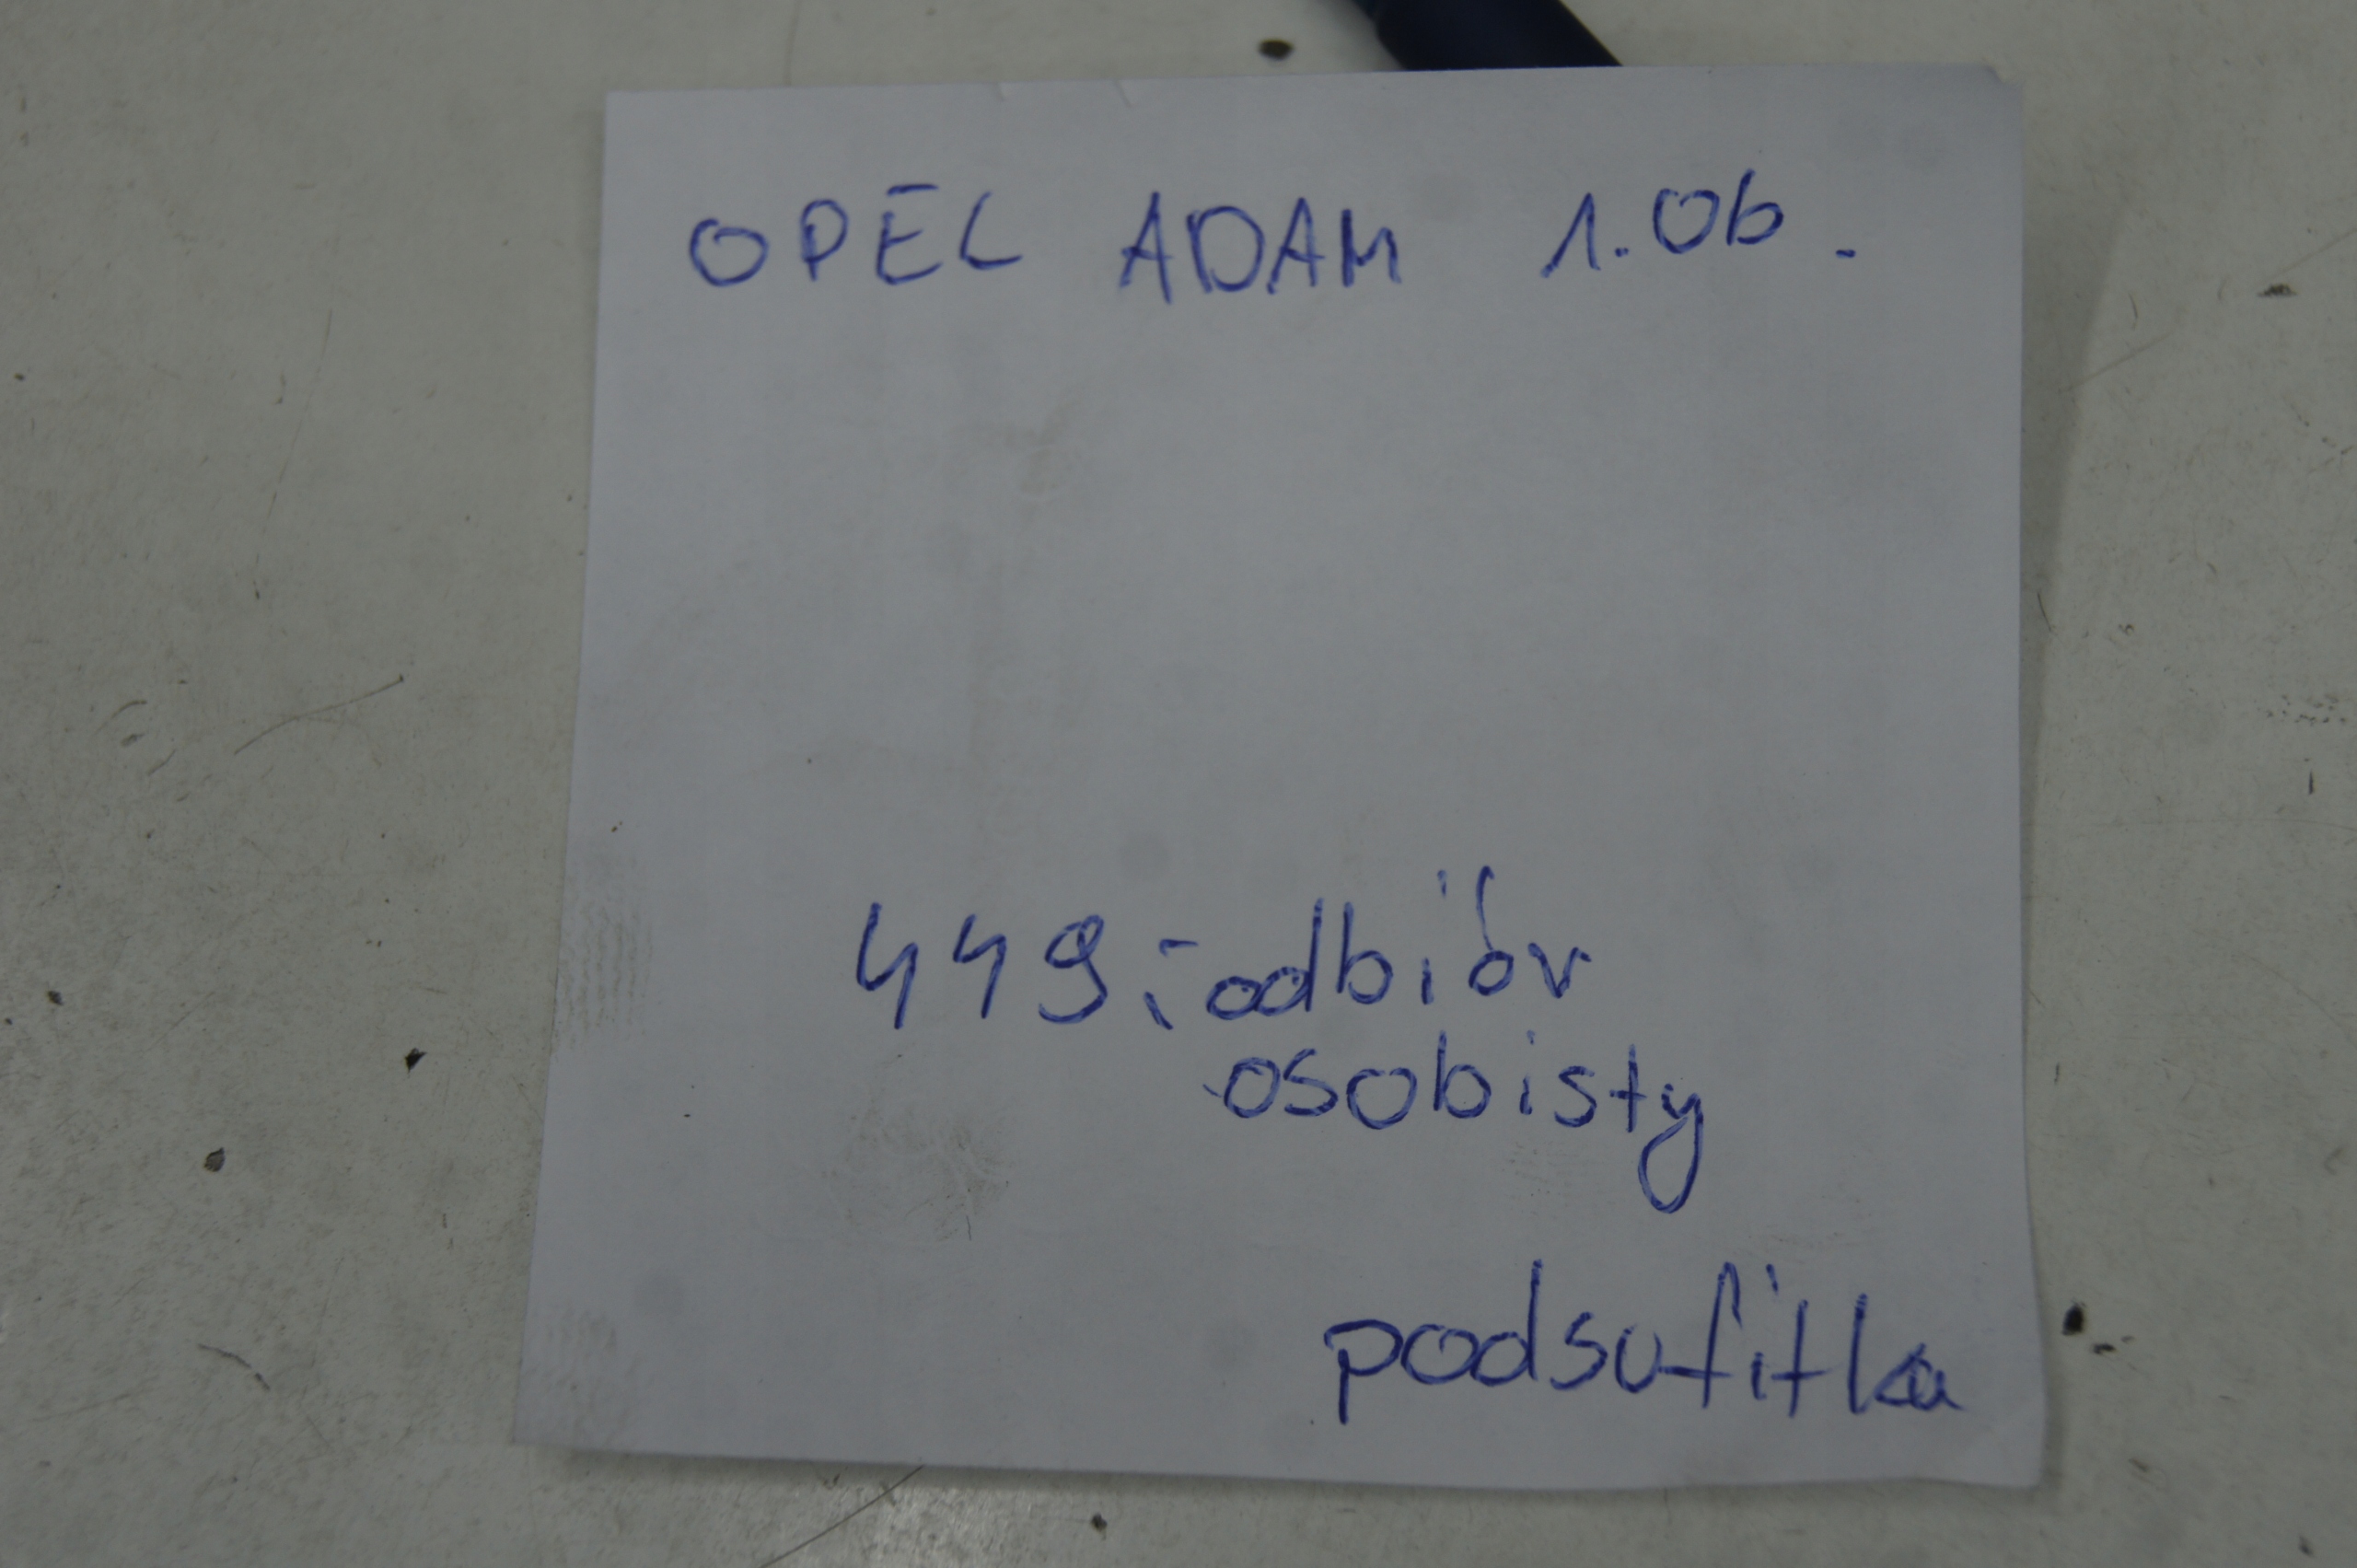 OPEL ADAM 1.0b.
449;-odbiór
osobisty
podsufitka